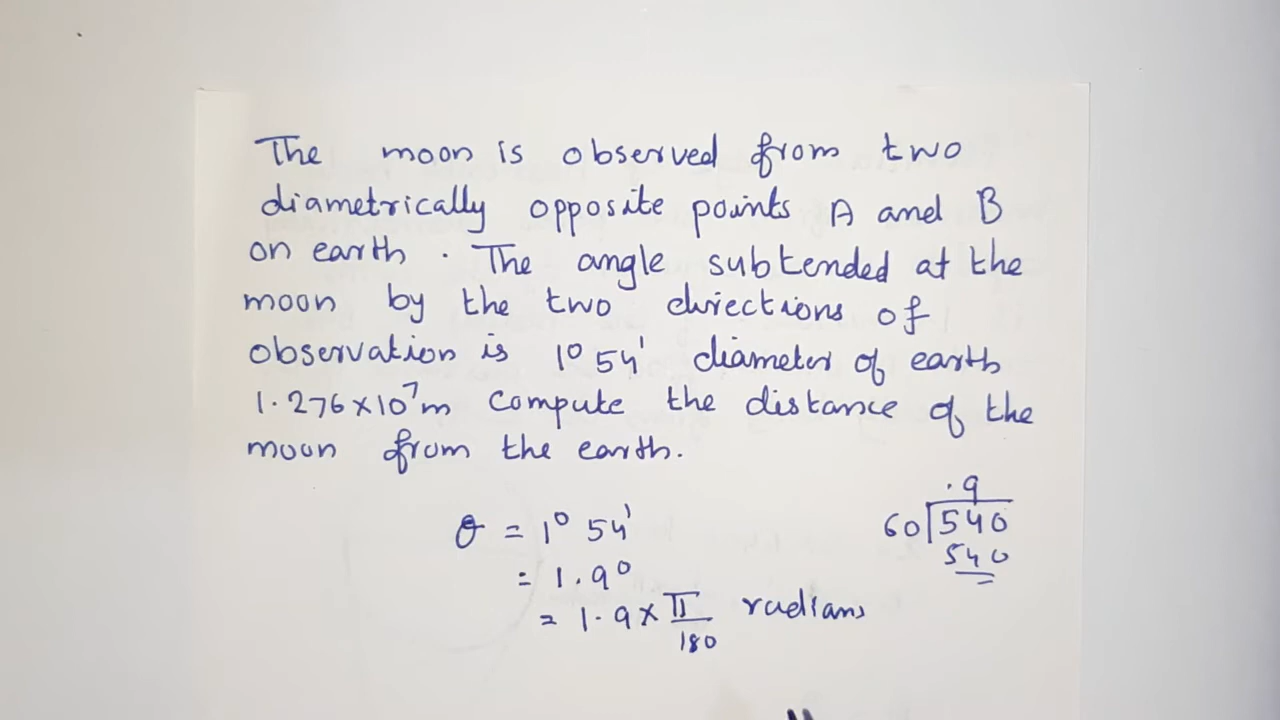 The moon is observed from two
diametrically opposite points A and B
on earth. The angle subtended at the
moon by the two directions of
observation is 1° 54' diameter of earth
1.276×10⁷m compute the distance of the
moon from the earth.
θ = 1° 54'
= 1.9°
= 1.9 × π/180 radians
.9
60)540
540